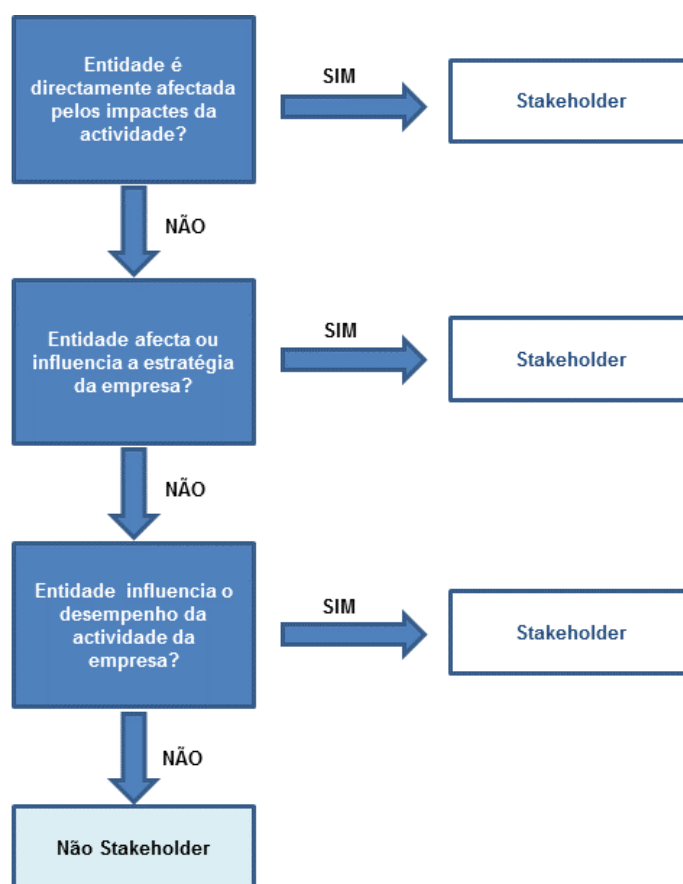 Entidade é
directamente afectada
pelos impactes da
actividade?
SIM
Stakeholder
NÃO
Entidade afecta ou
influencia a estratégia
da empresa?
SIM
Stakeholder
NÃO
Entidade influencia o
desempenho da
actividade da
empresa?
SIM
Stakeholder
NÃO
Não Stakeholder